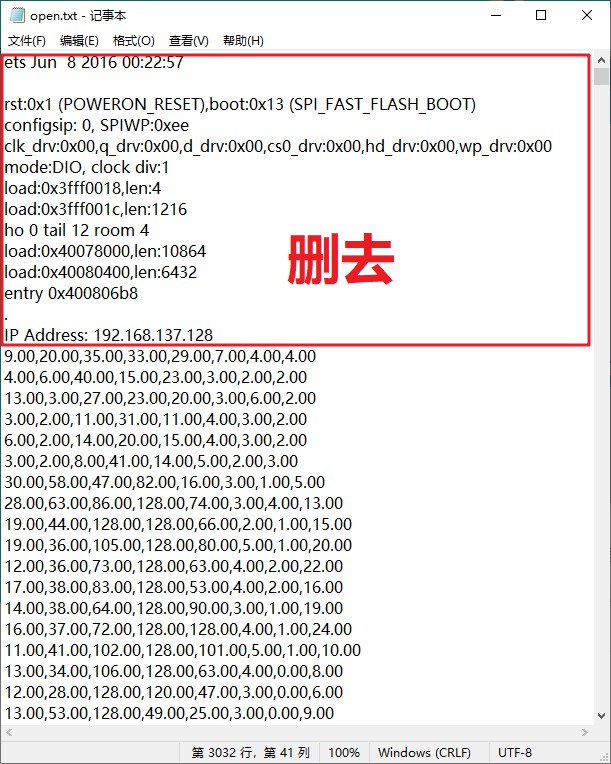 open.txt - 记事本
文件(F) 编辑(E) 格式(O) 查看(V) 帮助(H)
ets Jun  8 2016 00:22:57
rst:0x1 (POWERON_RESET),boot:0x13 (SPI_FAST_FLASH_BOOT)
configsip: 0, SPIWP:0xee
clk_drv:0x00,q_drv:0x00,d_drv:0x00,cs0_drv:0x00,hd_drv:0x00,wp_drv:0x00
mode:DIO, clock div:1
load:0x3fff0018,len:4
load:0x3fff001c,len:1216
ho 0 tail 12 room 4
load:0x40078000,len:10864
load:0x40080400,len:6432
entry 0x400806b8
.
IP Address: 192.168.137.128
删去
9.00,20.00,35.00,33.00,29.00,7.00,4.00,4.00
4.00,6.00,40.00,15.00,23.00,3.00,2.00,2.00
13.00,3.00,27.00,23.00,20.00,3.00,6.00,2.00
3.00,2.00,11.00,31.00,11.00,4.00,3.00,2.00
6.00,2.00,14.00,20.00,15.00,4.00,3.00,2.00
3.00,2.00,8.00,41.00,14.00,5.00,2.00,3.00
30.00,58.00,47.00,82.00,16.00,3.00,1.00,5.00
28.00,63.00,86.00,128.00,74.00,3.00,4.00,13.00
19.00,44.00,128.00,128.00,66.00,2.00,1.00,15.00
19.00,36.00,105.00,128.00,80.00,5.00,1.00,20.00
12.00,36.00,73.00,128.00,63.00,4.00,2.00,22.00
17.00,38.00,83.00,128.00,53.00,4.00,2.00,16.00
14.00,38.00,64.00,128.00,90.00,3.00,1.00,19.00
16.00,37.00,72.00,128.00,128.00,4.00,1.00,24.00
11.00,41.00,102.00,128.00,101.00,5.00,1.00,10.00
13.00,34.00,106.00,128.00,63.00,4.00,0.00,8.00
12.00,28.00,128.00,120.00,47.00,3.00,0.00,6.00
13.00,53.00,128.00,49.00,25.00,3.00,0.00,9.00
第 3032 行，第 41 列 100% Windows (CRLF) UTF-8